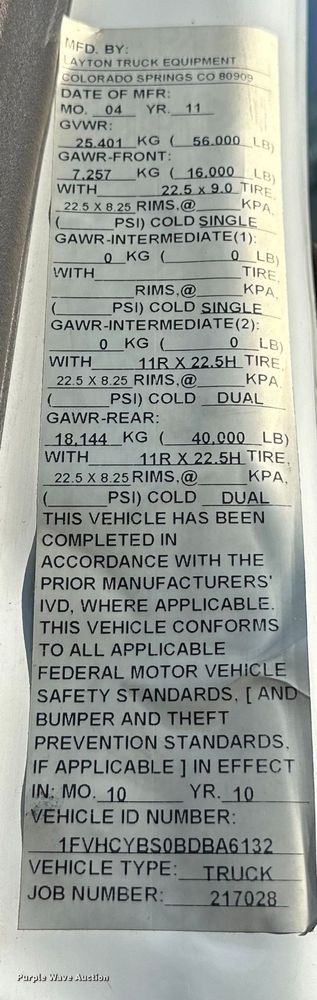 MFD. BY:
LAYTON TRUCK EQUIPMENT
COLORADO SPRINGS CO 80909
DATE OF MFR:
MO. 04 YR. 11
GVWR:
25.401 KG ( 56.000 LB)
GAWR-FRONT:
7.257 KG ( 16,000 LB)
WITH 22.5 x 9.0 TIRE,
22.5 X 8.25 RIMS,@ KPA,
( PSI) COLD SINGLE
GAWR-INTERMEDIATE(1):
0 KG ( 0 LB)
WITH TIRE,
RIMS,@ KPA,
( PSI) COLD SINGLE
GAWR-INTERMEDIATE(2):
0 KG ( 0 LB)
WITH 11R X 22.5H TIRE,
22.5 X 8.25 RIMS,@ KPA,
( PSI) COLD DUAL
GAWR-REAR:
18,144 KG ( 40,000 LB)
WITH 11R X 22.5H TIRE,
22.5 X 8.25 RIMS,@ KPA,
( PSI) COLD DUAL
THIS VEHICLE HAS BEEN
COMPLETED IN
ACCORDANCE WITH THE
PRIOR MANUFACTURERS'
IVD, WHERE APPLICABLE.
THIS VEHICLE CONFORMS
TO ALL APPLICABLE
FEDERAL MOTOR VEHICLE
SAFETY STANDARDS, [ AND
BUMPER AND THEFT
PREVENTION STANDARDS,
IF APPLICABLE ] IN EFFECT
IN: MO. 10 YR. 10
VEHICLE ID NUMBER:
1FVHCYBS0BDBA6132
VEHICLE TYPE: TRUCK
JOB NUMBER: 217028
Purple Wave Auction